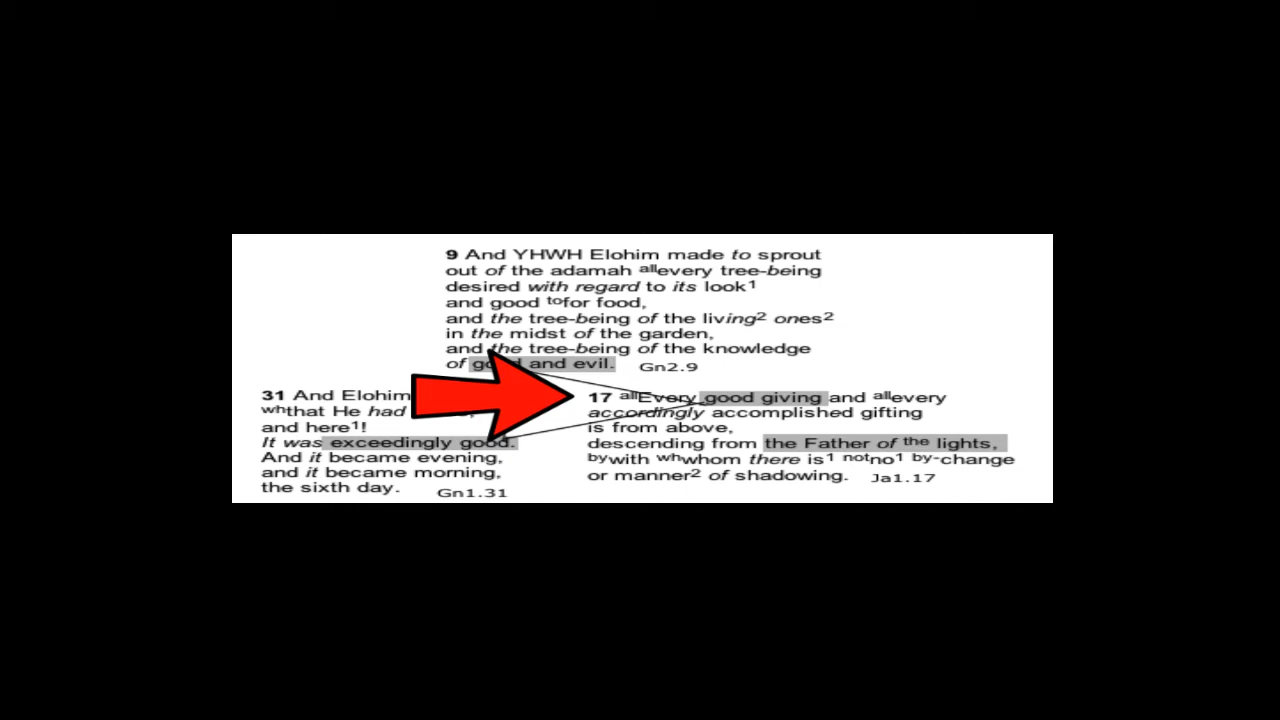 9 And YHWH Elohim made to sprout
out of the adamah allevery tree-being
desired with regard to its look1
and good tofor food,
and the tree-being of the living2 ones2
in the midst of the garden,
and the tree-being of the knowledge
of good and evil. Gn2.9
31 And Elohim
whthat He had
and here1!
It was exceedingly good.
And it became evening,
and it became morning,
the sixth day. Gn1.31
17 allEvery good giving and allevery
accordingly accomplished gifting
is from above,
descending from the Father of the lights,
bywith whwhom there is1 notno1 by-change
or manner2 of shadowing. Ja1.17